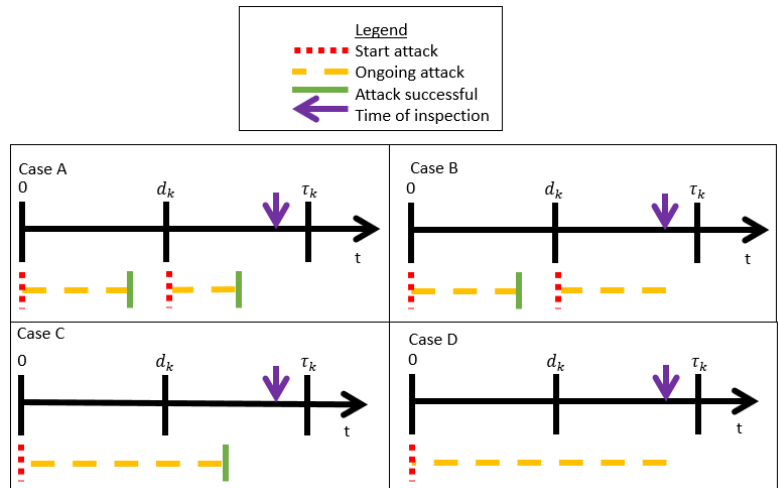 Legend
Start attack
Ongoing attack
Attack successful
Time of inspection
Case A
0 d_k τ_k
t
Case B
0 d_k τ_k
t
Case C
0 d_k τ_k
t
Case D
0 d_k τ_k
t